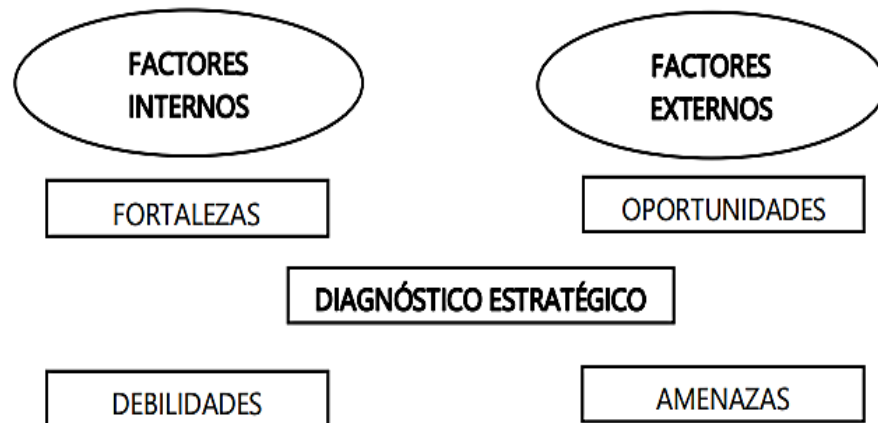 FACTORES
INTERNOS
FACTORES
EXTERNOS
FORTALEZAS
OPORTUNIDADES
DIAGNÓSTICO ESTRATÉGICO
DEBILIDADES
AMENAZAS